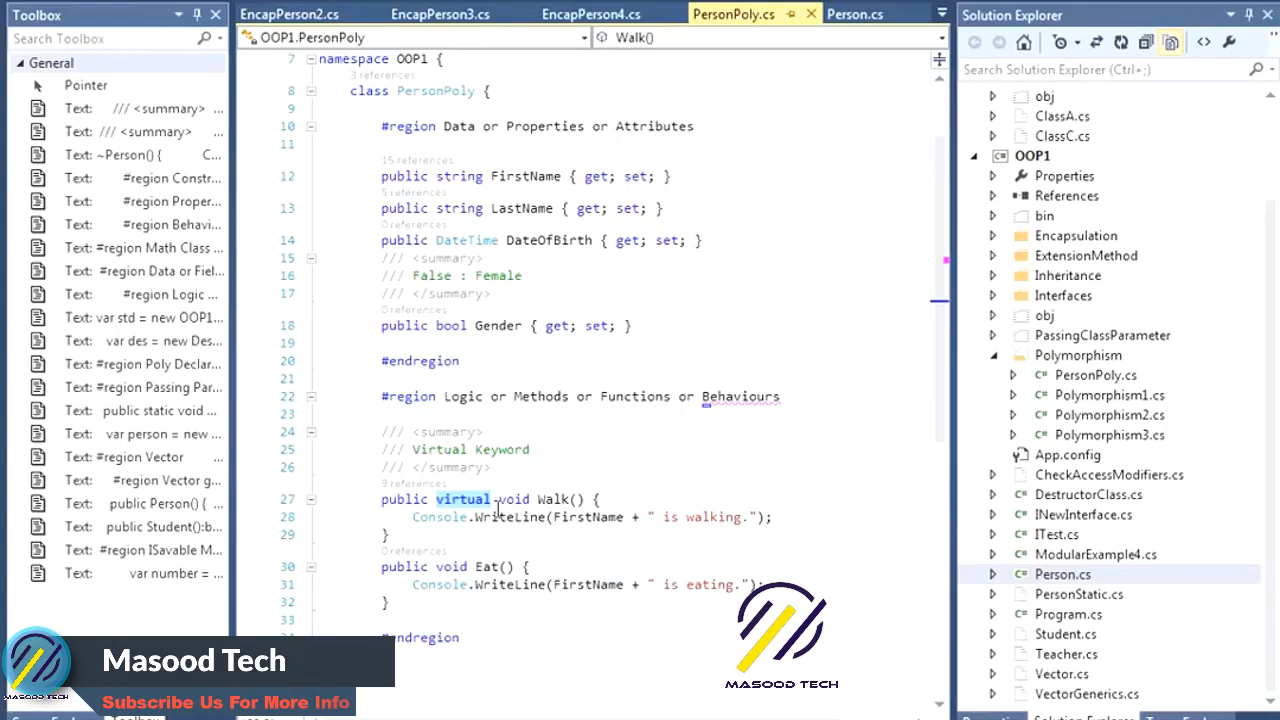 Toolbox
Search Toolbox
General
Pointer
Text: /// <summary> ...
Text: /// <summary> ...
Text: ~Person() { C...
Text: #region Constr...
Text: #region Proper...
Text: #region Behavi...
Text: #region Math Class ...
Text: #region Data or Fiel...
Text: #region Logic ...
Text: var std = new OOP1...
Text: var des = new Des...
Text: #region Poly Declar...
Text: #region Passing Par...
Text: public static void ...
Text: var person = new ...
Text: #region Vector
Text: #region Vector g...
Text: public Person() {
Text: public Student():b...
Text: #region ISavable M...
Text: var number = ...
EncapPerson2.cs EncapPerson3.cs EncapPerson4.cs PersonPoly.cs Person.cs
OOP1.PersonPoly Walk()
7 namespace OOP1 {
3 references
8 class PersonPoly {
9
10 #region Data or Properties or Attributes
11
15 references
12 public string FirstName { get; set; }
5 references
13 public string LastName { get; set; }
0 references
14 public DateTime DateOfBirth { get; set; }
15 /// <summary>
16 /// False : Female
17 /// </summary>
0 references
18 public bool Gender { get; set; }
19
20 #endregion
21
22 #region Logic or Methods or Functions or Behaviours
23
24 /// <summary>
25 /// Virtual Keyword
26 /// </summary>
9 references
27 public virtual void Walk() {
28 Console.WriteLine(FirstName + " is walking.");
29 }
0 references
30 public void Eat() {
31 Console.WriteLine(FirstName + " is eating.");
32 }
33
#endregion
Solution Explorer
Search Solution Explorer (Ctrl+;)
obj
ClassA.cs
ClassC.cs
OOP1
Properties
References
bin
Encapsulation
ExtensionMethod
Inheritance
Interfaces
obj
PassingClassParameter
Polymorphism
PersonPoly.cs
Polymorphism1.cs
Polymorphism2.cs
Polymorphism3.cs
App.config
CheckAccessModifiers.cs
DestructorClass.cs
INewInterface.cs
ITest.cs
ModularExample4.cs
Person.cs
PersonStatic.cs
Program.cs
Student.cs
Teacher.cs
Vector.cs
VectorGenerics.cs
MASOOD TECH
Masood Tech
Subscribe Us For More Info
MASOOD TECH